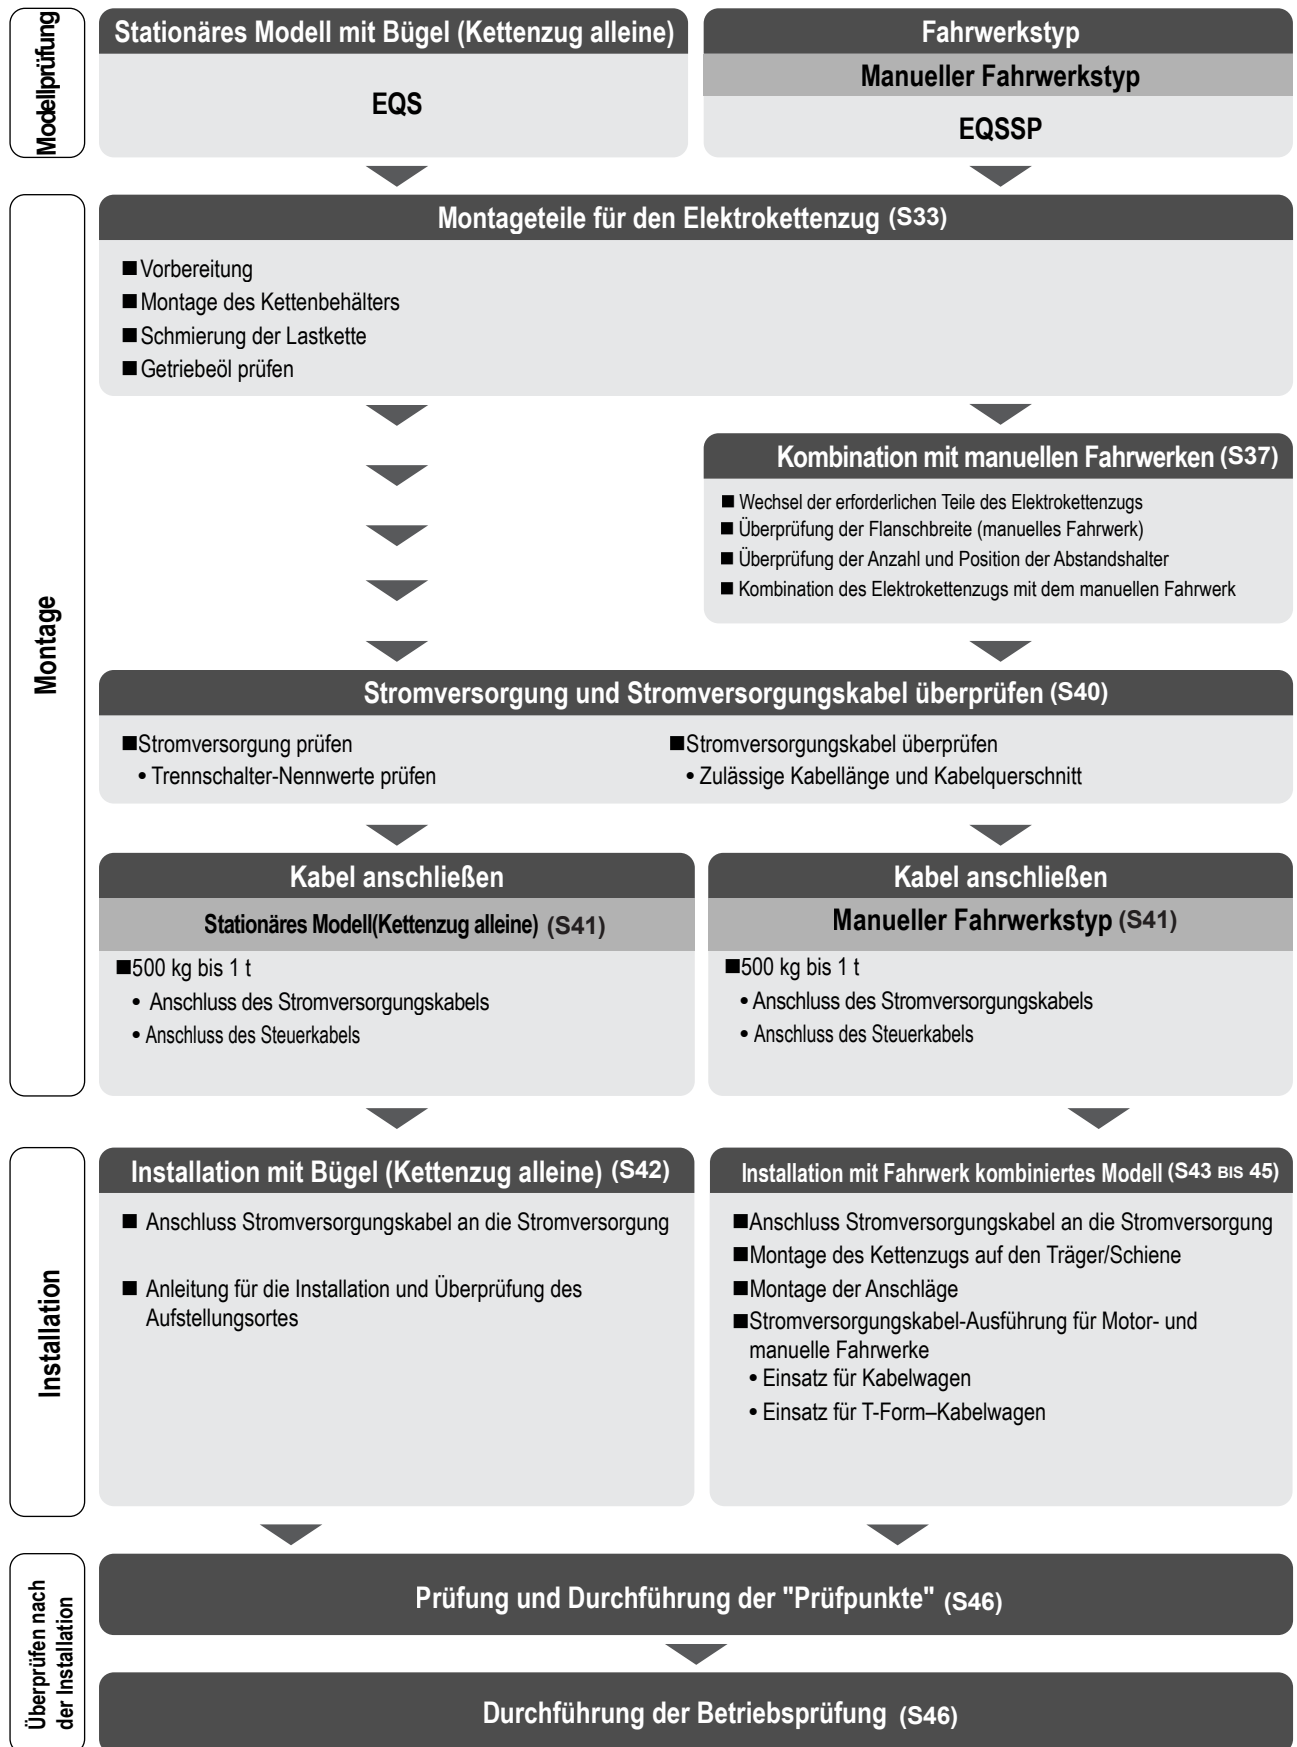 Modellprüfung
Stationäres Modell mit Bügel (Kettenzug alleine)
EQS
Fahrwerkstyp
Manueller Fahrwerkstyp
EQSSP
Montage
Montageteile für den Elektrokettenzug (S33)
■Vorbereitung
■Montage des Kettenbehälters
■Schmierung der Lastkette
■Getriebeöl prüfen
Kombination mit manuellen Fahrwerken (S37)
■ Wechsel der erforderlichen Teile des Elektrokettenzugs
■ Überprüfung der Flanschbreite (manuelles Fahrwerk)
■ Überprüfung der Anzahl und Position der Abstandshalter
■ Kombination des Elektrokettenzugs mit dem manuellen Fahrwerk
Stromversorgung und Stromversorgungskabel überprüfen (S40)
■Stromversorgung prüfen
• Trennschalter-Nennwerte prüfen
■Stromversorgungskabel überprüfen
• Zulässige Kabellänge und Kabelquerschnitt
Kabel anschließen
Stationäres Modell(Kettenzug alleine) (S41)
■500 kg bis 1 t
• Anschluss des Stromversorgungskabels
• Anschluss des Steuerkabels
Kabel anschließen
Manueller Fahrwerkstyp (S41)
■500 kg bis 1 t
• Anschluss des Stromversorgungskabels
• Anschluss des Steuerkabels
Installation
Installation mit Bügel (Kettenzug alleine) (S42)
■ Anschluss Stromversorgungskabel an die Stromversorgung
■ Anleitung für die Installation und Überprüfung des
Aufstellungsortes
Installation mit Fahrwerk kombiniertes Modell (S43 BIS 45)
■Anschluss Stromversorgungskabel an die Stromversorgung
■Montage des Kettenzugs auf den Träger/Schiene
■Montage der Anschläge
■Stromversorgungskabel-Ausführung für Motor- und
manuelle Fahrwerke
• Einsatz für Kabelwagen
• Einsatz für T-Form–Kabelwagen
Überprüfen nach
der Installation
Prüfung und Durchführung der "Prüfpunkte" (S46)
Durchführung der Betriebsprüfung (S46)